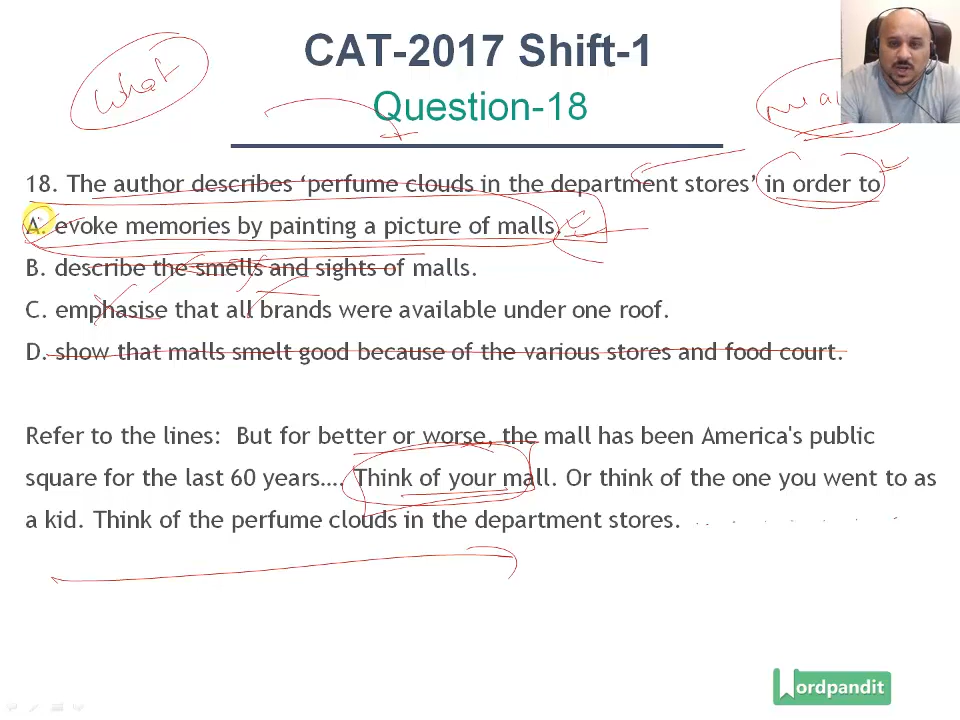 CAT-2017 Shift-1
what
Question-18
18. The author describes ‘perfume clouds in the department stores’ in order to
A. evoke memories by painting a picture of malls.
B. describe the smells and sights of malls.
C. emphasise that all brands were available under one roof.
D. show that malls smelt good because of the various stores and food court.
Refer to the lines: But for better or worse, the mall has been America's public
square for the last 60 years…. Think of your mall. Or think of the one you went to as
a kid. Think of the perfume clouds in the department stores.
ordpandit